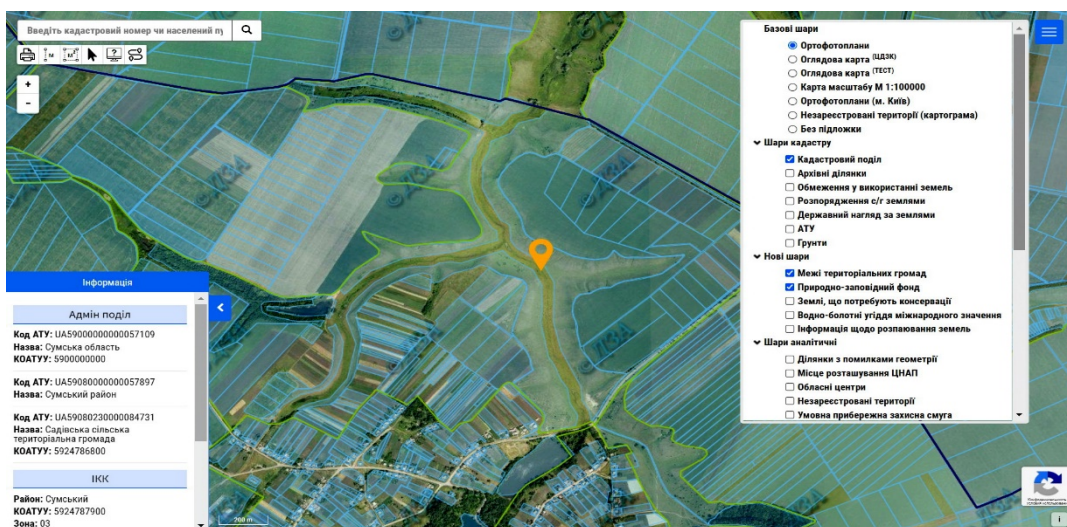 Введіть кадастровий номер чи населений пу
+
-
Базові шари
Ортофотоплани
Оглядова карта (ЦДЗК)
Оглядова карта (ТЕСТ)
Карта масштабу М 1:100000
Ортофотоплани (м. Київ)
Незареєстровані території (картограма)
Без підложки
Шари кадастру
Кадастровий поділ
Архівні ділянки
Обмеження у використанні земель
Розпорядження с/г землями
Державний нагляд за землями
АТУ
Грунти
Нові шари
Межі територіальних громад
Природно-заповідний фонд
Землі, що потребують консервації
Водно-болотні угіддя міжнародного значення
Інформація щодо розпаювання земель
Шари аналітичні
Ділянки з помилками геометрії
Місце розташування ЦНАП
Обласні центри
Незареєстровані території
Умовна прибережна захисна смуга
Інформація
Адмін поділ
Код АТУ: UA59000000000057109
Назва: Сумська область
КОАТУУ: 5900000000
Код АТУ: UA59080000000057897
Назва: Сумський район
Код АТУ: UA59080230000084731
Назва: Садівська сільська
територіальна громада
КОАТУУ: 5924786800
ІКК
Район: Сумський
КОАТУУ: 5924787900
Зона: 03
200 m
i